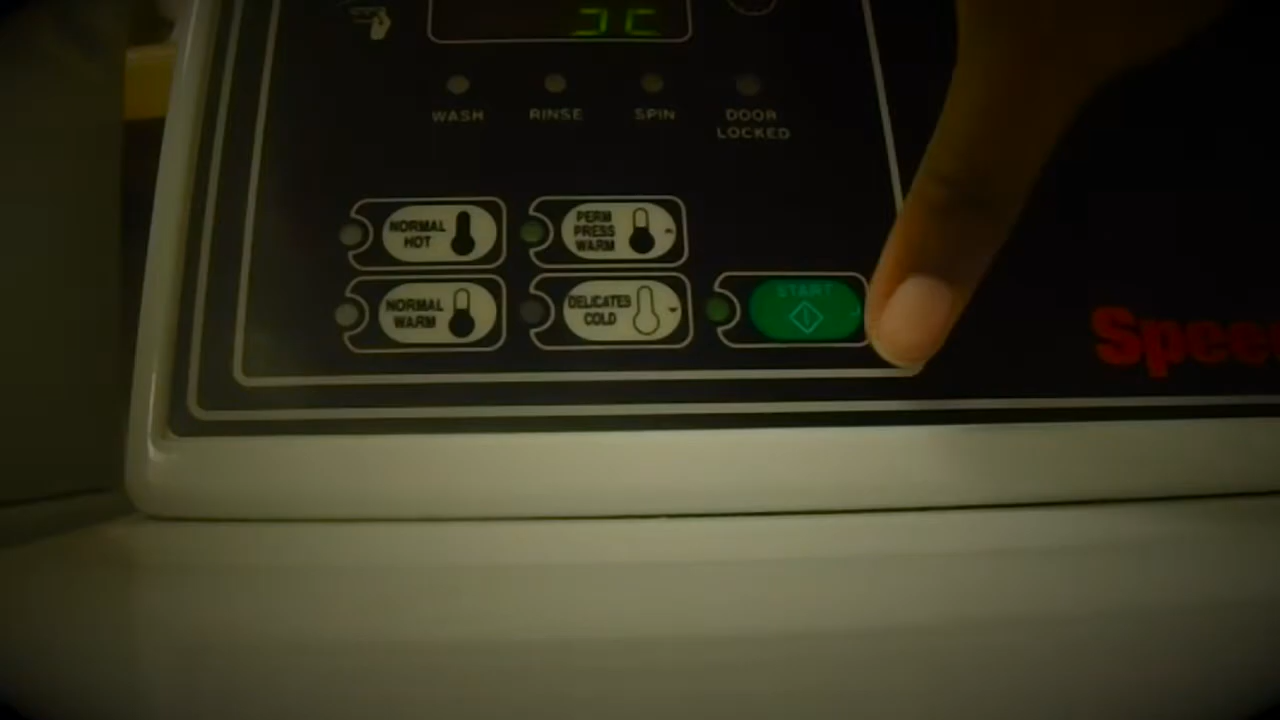 WASH RINSE SPIN DOOR
LOCKED
NORMAL
HOT
PERM
PRESS
WARM
NORMAL
WARM
DELICATES
COLD
START
Spee